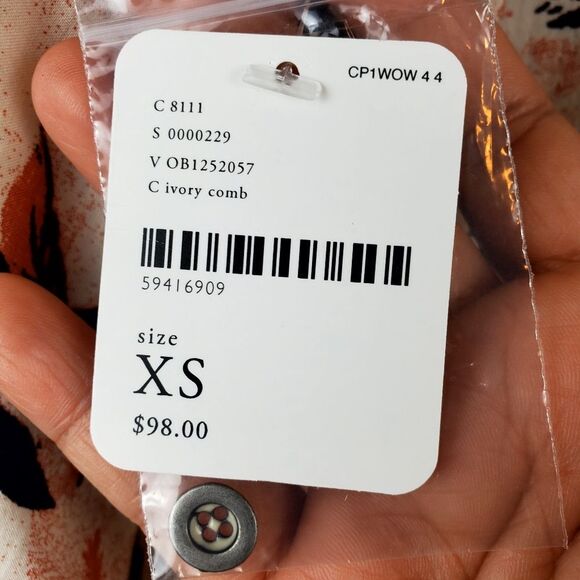 CP1WOW 4 4
C 8111
S 0000229
V OB1252057
C ivory comb
59416909
size
XS
$98.00